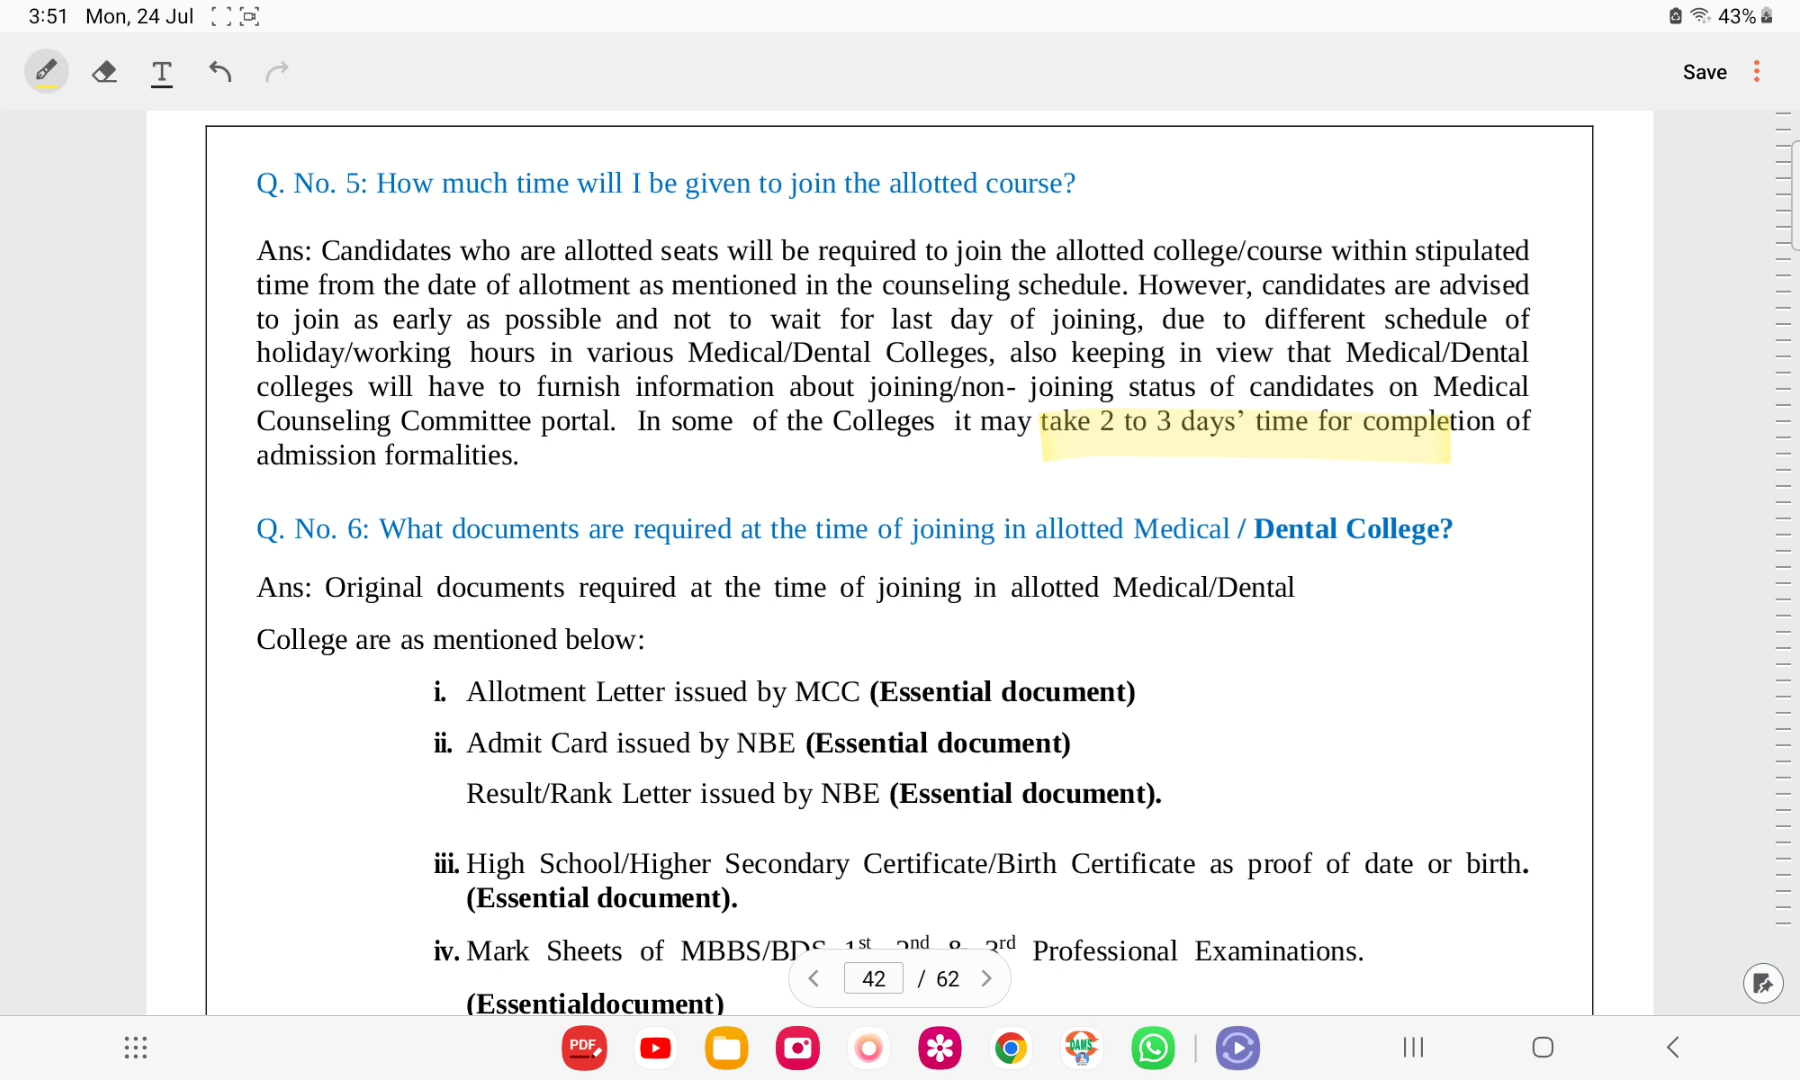 3:51 Mon, 24 Jul
43%
T
Save
Q. No. 5: How much time will I be given to join the allotted course?
Ans: Candidates who are allotted seats will be required to join the allotted college/course within stipulated
time from the date of allotment as mentioned in the counseling schedule. However, candidates are advised
to join as early as possible and not to wait for last day of joining, due to different schedule of
holiday/working hours in various Medical/Dental Colleges, also keeping in view that Medical/Dental
colleges will have to furnish information about joining/non- joining status of candidates on Medical
Counseling Committee portal. In some of the Colleges it may take 2 to 3 days’ time for completion of
admission formalities.
Q. No. 6: What documents are required at the time of joining in allotted Medical / Dental College?
Ans: Original documents required at the time of joining in allotted Medical/Dental
College are as mentioned below:
i. Allotment Letter issued by MCC (Essential document)
ii. Admit Card issued by NBE (Essential document)
Result/Rank Letter issued by NBE (Essential document).
iii. High School/Higher Secondary Certificate/Birth Certificate as proof of date or birth.
(Essential document).
iv. Mark Sheets of MBBS/BDS 1st 2nd & 3rd Professional Examinations.
(Essentialdocument)
42 / 62
PDF
DAMS